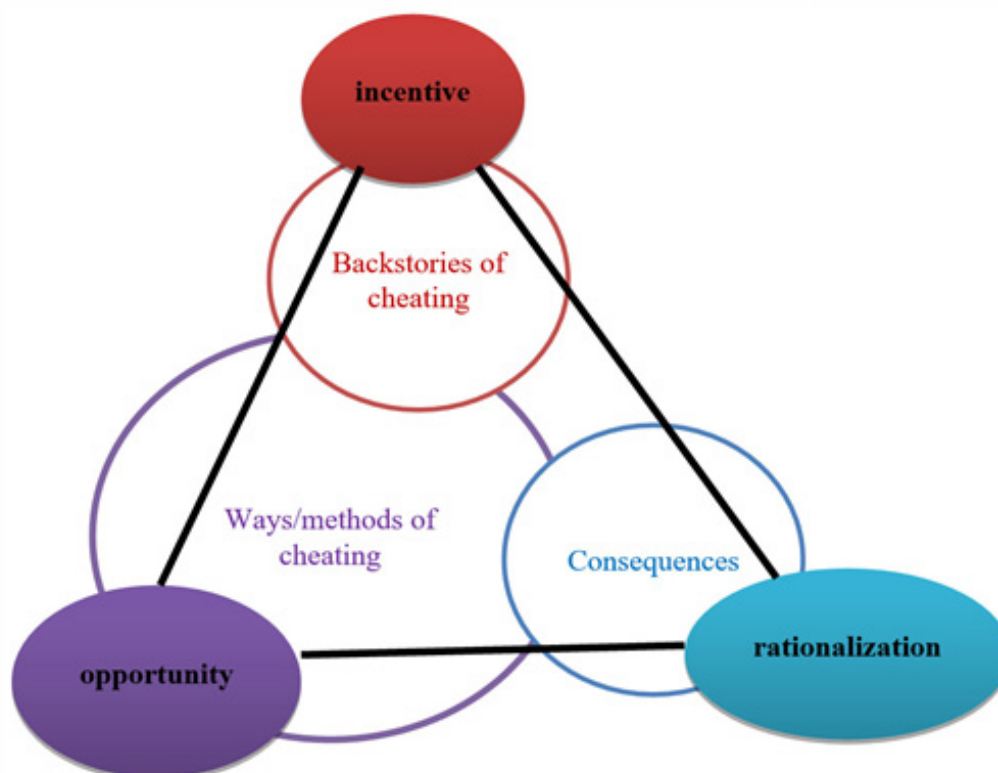 incentive
Backstories of
cheating
Ways/methods of
cheating
Consequences
opportunity
rationalization